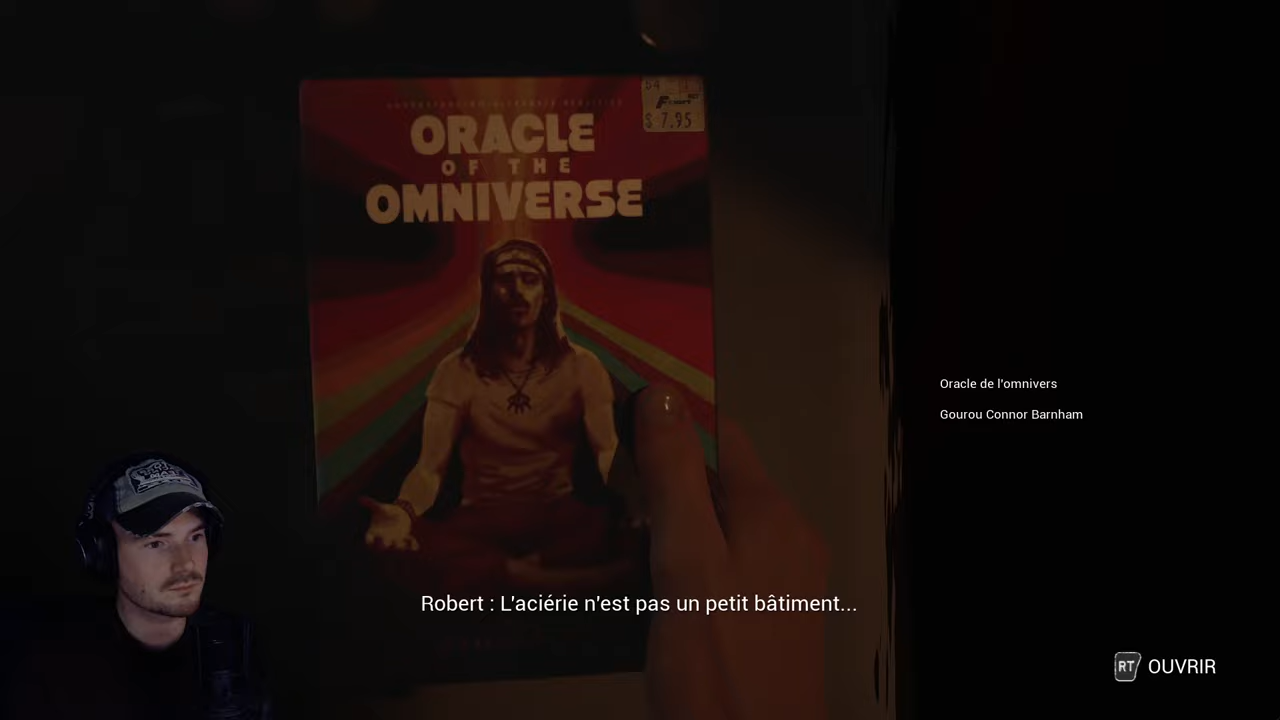 ORACLE
OF THE
OMNIVERSE
$ 7.95
Oracle de l'omnivers
Gourou Connor Barnham
Robert : L'aciérie n'est pas un petit bâtiment...
RT OUVRIR